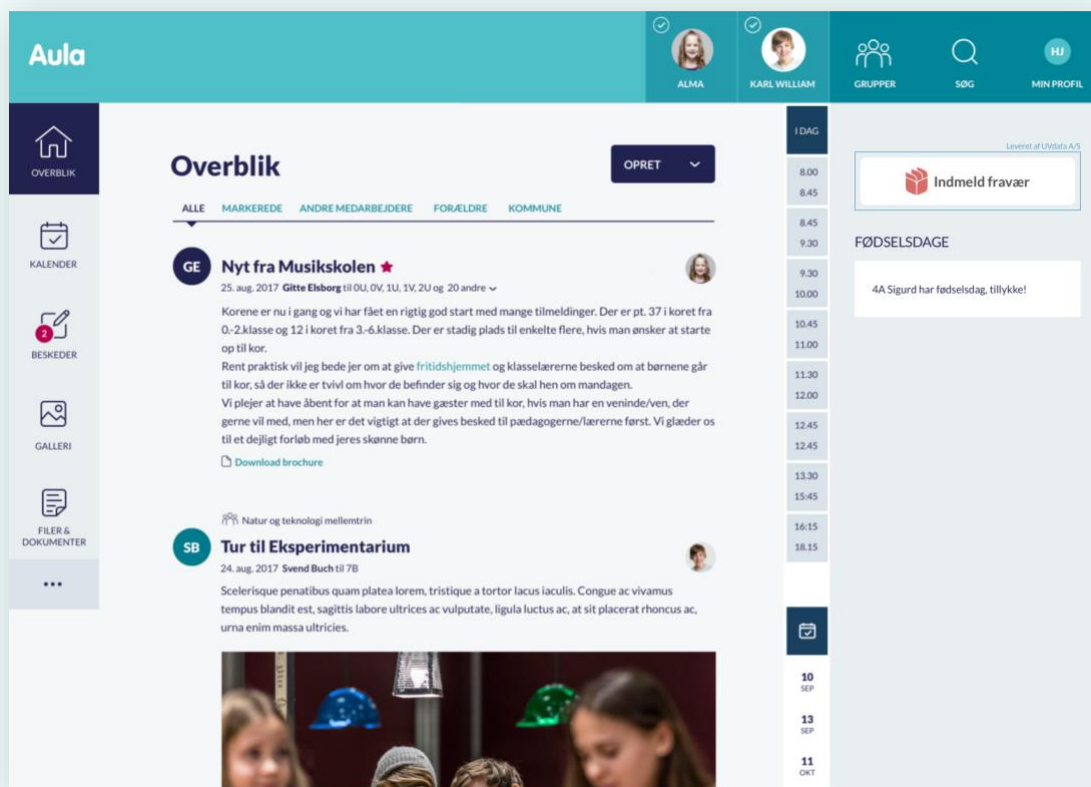 Aula
ALMA
KARL WILLIAM
GRUPPER
SØG
HJ
MIN PROFIL
OVERBLIK
KALENDER
2
BESKEDER
GALLERI
FILER &
DOKUMENTER
Overblik
OPRET
ALLE MARKEREDE ANDRE MEDARBEJDERE FORÆLDRE KOMMUNE
GE
Nyt fra Musikskolen
25. aug. 2017 Gitte Elsborg til 0U, 0V, 1U, 1V, 2U og 20 andre
Korene er nu i gang og vi har fået en rigtig god start med mange tilmeldinger. Der er pt. 37 i koret fra
0.-2.klasse og 12 i koret fra 3.-6.klasse. Der er stadig plads til enkelte flere, hvis man ønsker at starte
op til kor.
Rent praktisk vil jeg bede jer om at give fritidshjemmet og klasselærerne besked om at børnene går
til kor, så der ikke er tvivl om hvor de befinder sig og hvor de skal hen om mandagen.
Vi plejer at have åbent for at man kan have gæster med til kor, hvis man har en veninde/ven, der
gerne vil med, men her er det vigtigt at der gives besked til pædagogerne/lærerne først. Vi glæder os
til et dejligt forløb med jeres skønne børn.
Download brochure
Natur og teknologi mellemtrin
SB
Tur til Eksperimentarium
24. aug. 2017 Svend Buch til 7B
Scelerisque penatibus quam platea lorem, tristique a tortor lacus iaculis. Congue ac vivamus
tempus blandit est, sagittis labore ultrices ac vulputate, ligula luctus ac, at sit placerat rhoncus ac,
urna enim massa ultricies.
I DAG
8.00
8.45
8.45
9.30
9.30
10.00
10.45
11.00
11.30
12.00
12.45
12.45
13.30
15:45
16:15
18.15
10
SEP
13
SEP
11
OKT
Leveret af UVdata A/S
Indmeld fravær
FØDSELSDAGE
4A Sigurd har fødselsdag, tillykke!